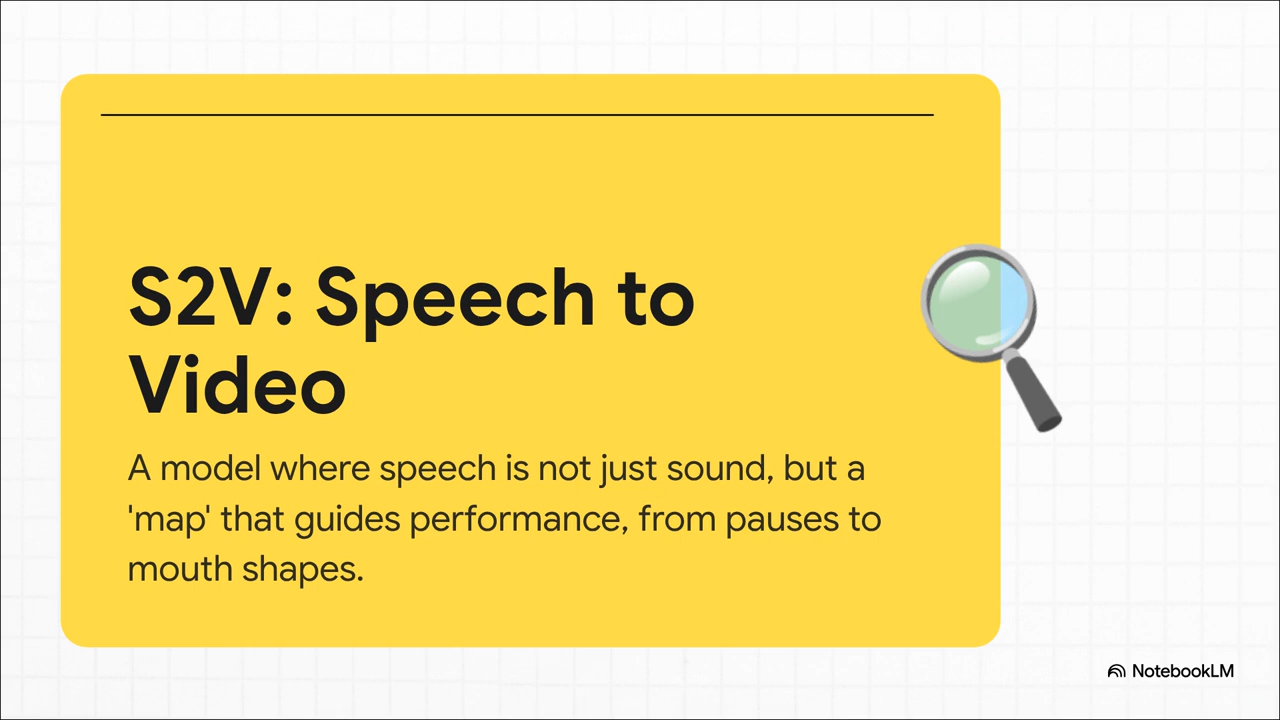 S2V: Speech to
Video
A model where speech is not just sound, but a
'map' that guides performance, from pauses to
mouth shapes.
NotebookLM